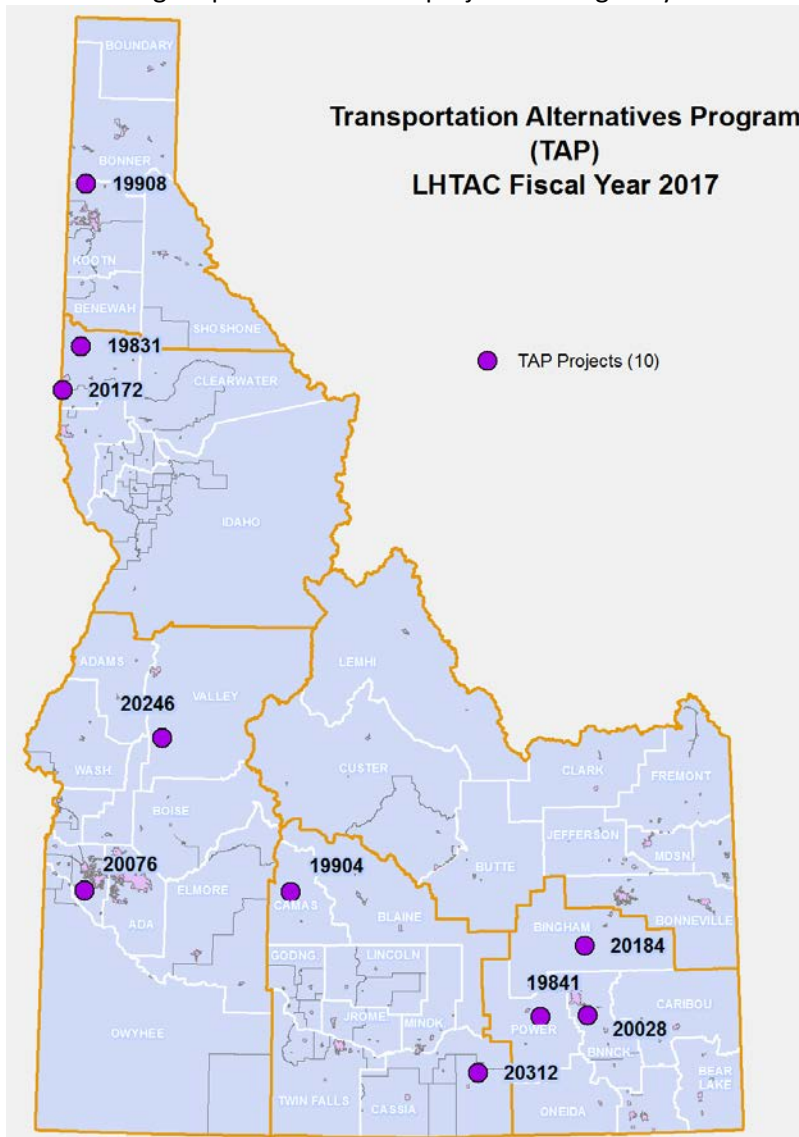 Transportation Alternatives Program
(TAP)
LHTAC Fiscal Year 2017
TAP Projects (10)
BOUNDARY
BONNER
19908
KOOTN
BENEWAH
SHOSHONE
19831
20172
CLEARWATER
IDAHO
ADAMS
VALLEY
LEMHI
20246
WASH
CUSTER
CLARK
FREMONT
BOISE
JEFFERSON
MDSN.
BUTTE
20076
19904
ELMORE
CAMAS
ADA
BLAINE
BONNEVILLE
BINGHAM
20184
GODNG.
LINCOLN
19841
CARIBOU
OWYHEE
JROME
MINDK
POWER
20028
BNNCK
BEAR
LAKE
20312
TWIN FALLS
CASSIA
ONEIDA